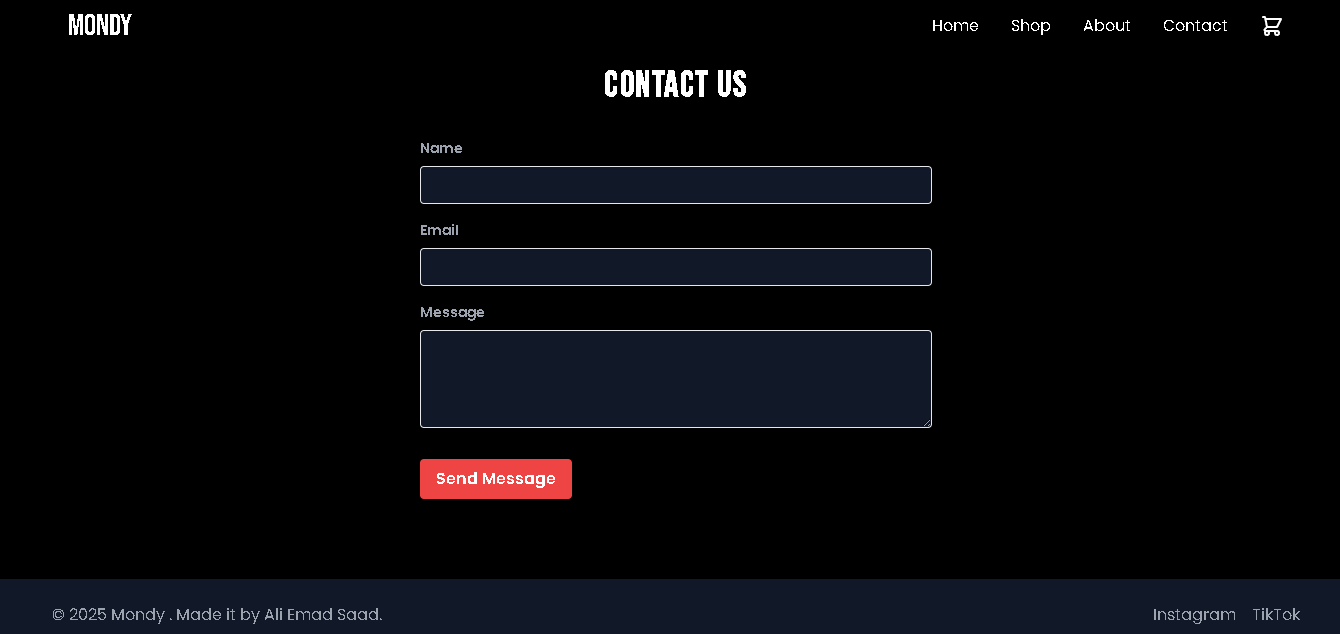 MONDY
Home Shop About Contact
CONTACT US
Name
Email
Message
Send Message
© 2025 Mondy . Made it by Ali Emad Saad.
Instagram TikTok